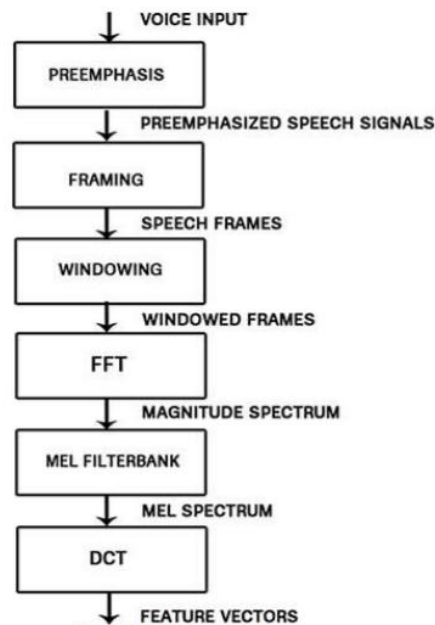 VOICE INPUT
PREEMPHASIS
PREEMPHASIZED SPEECH SIGNALS
FRAMING
SPEECH FRAMES
WINDOWING
WINDOWED FRAMES
FFT
MAGNITUDE SPECTRUM
MEL FILTERBANK
MEL SPECTRUM
DCT
FEATURE VECTORS